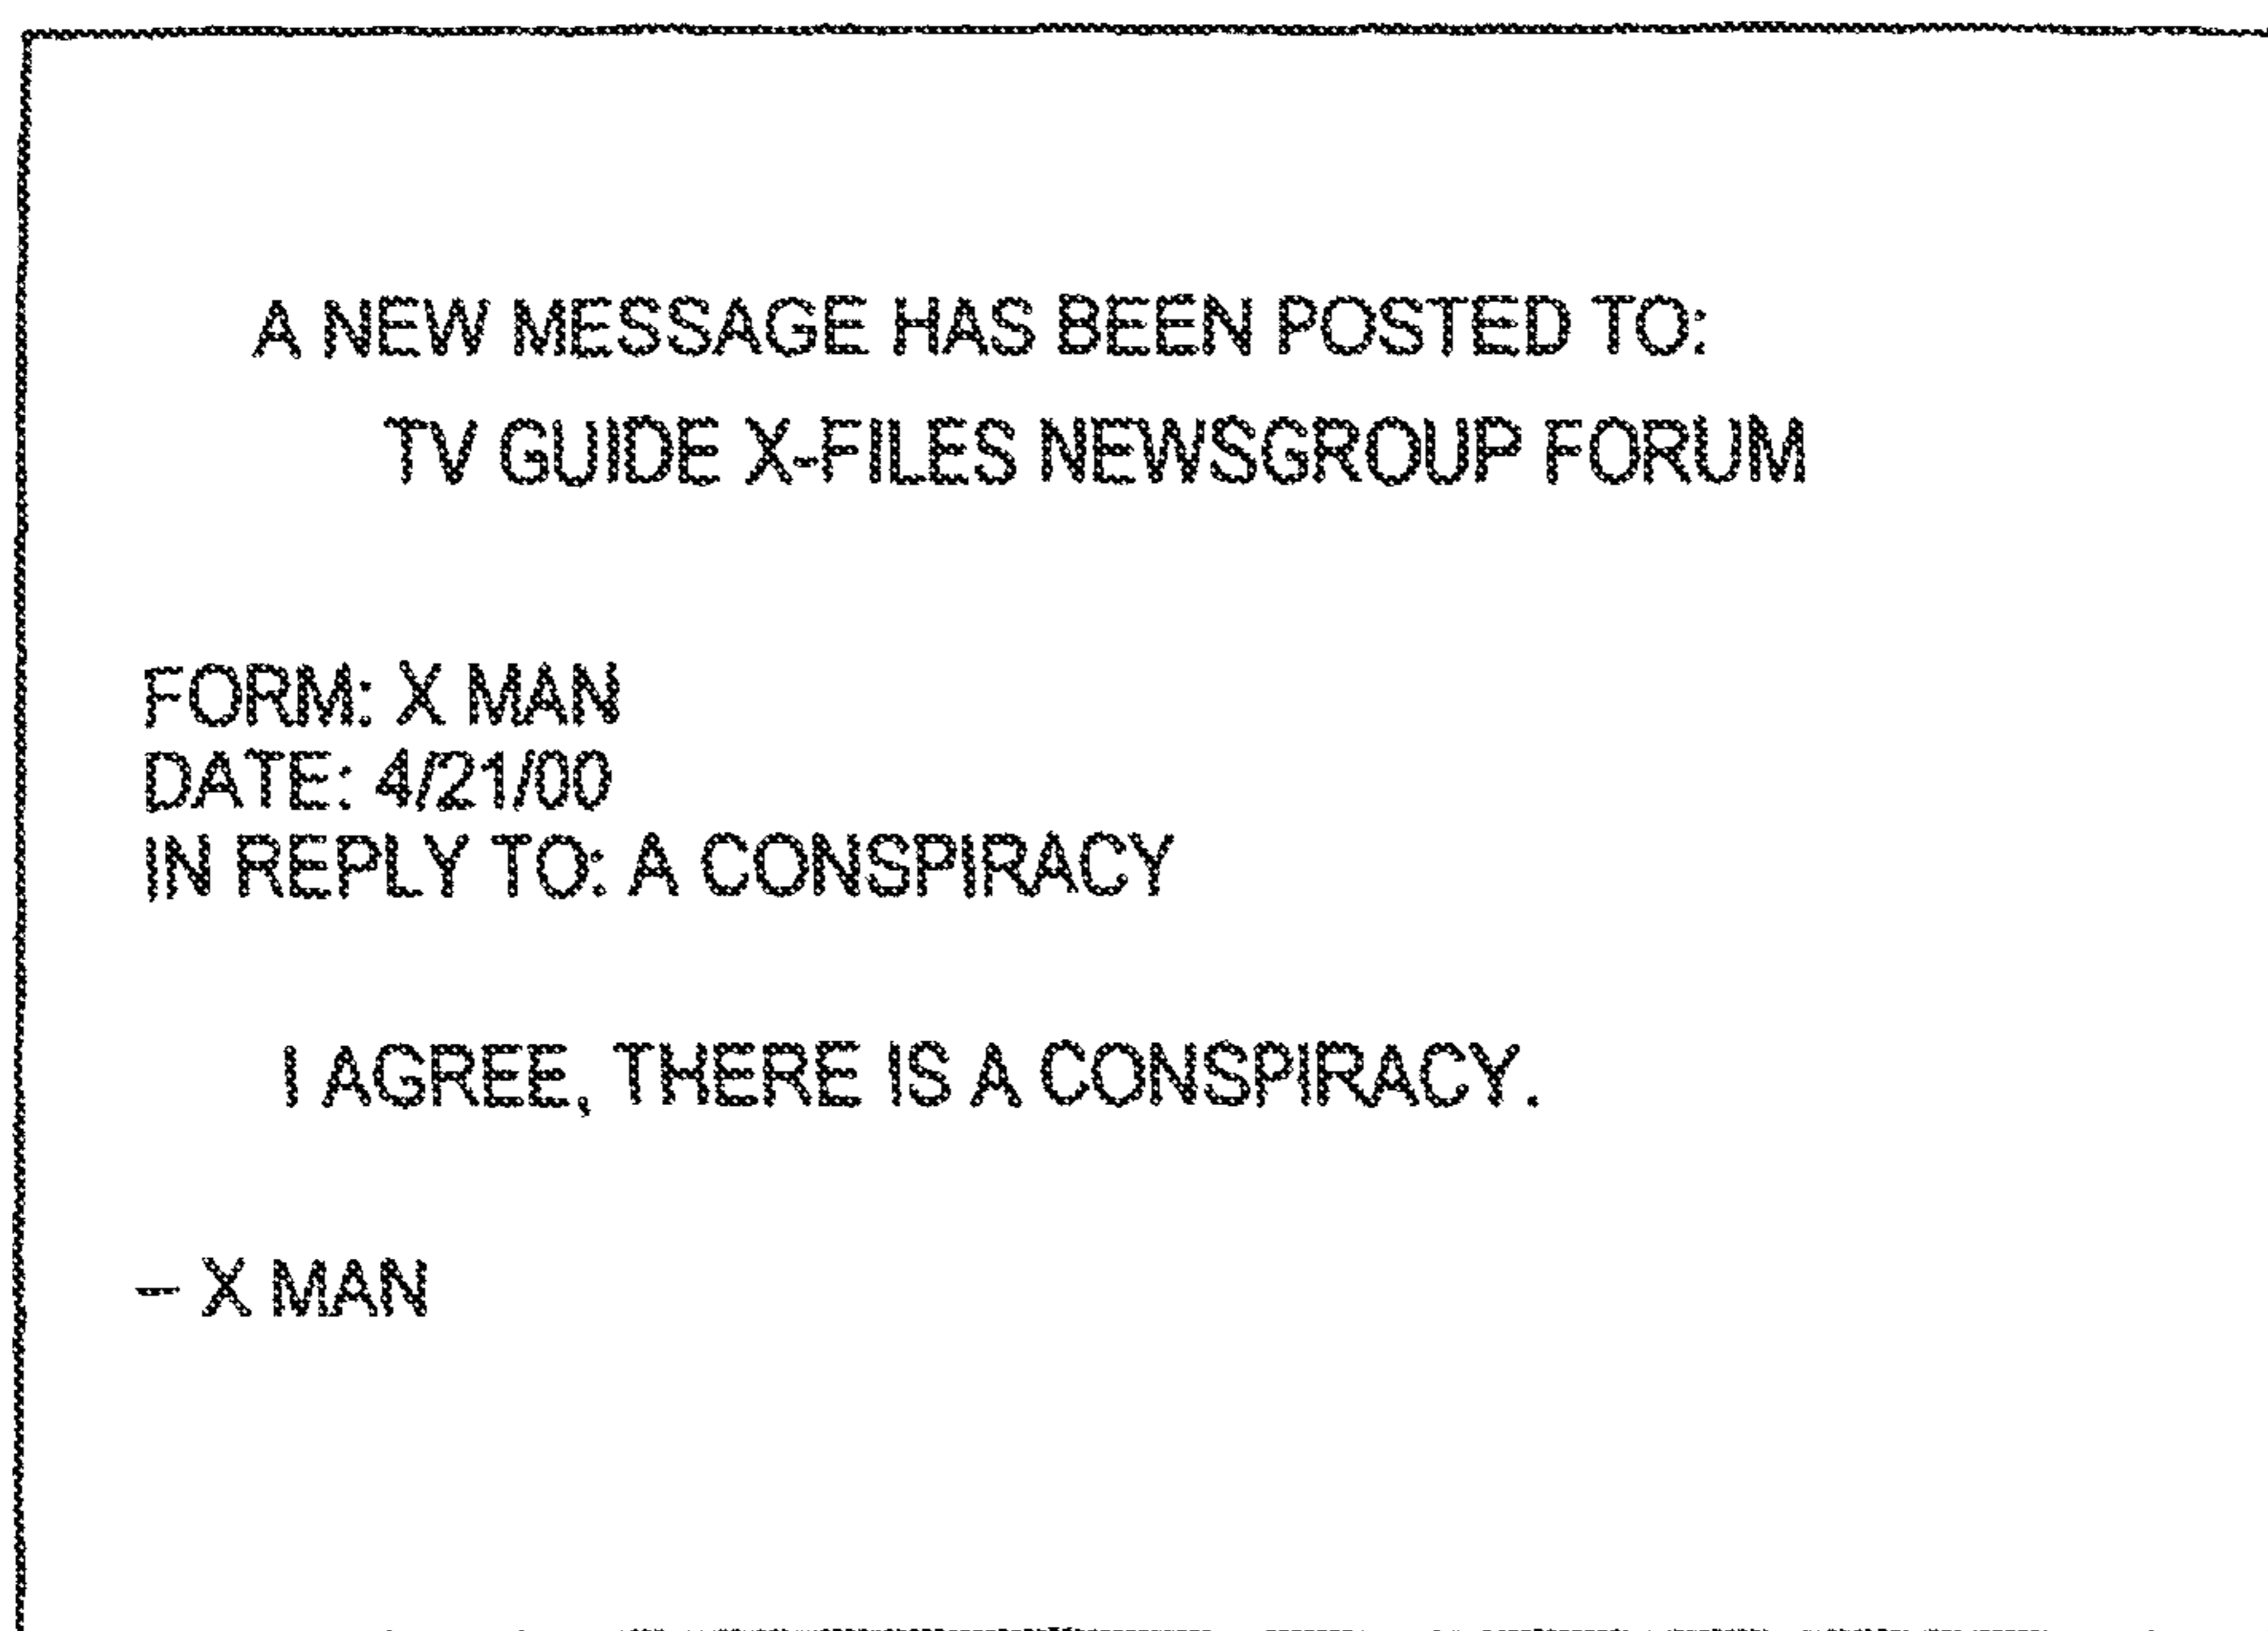 A NEW MESSAGE HAS BEEN POSTED TO:
TV GUIDE X-FILES NEWSGROUP FORUM
FORM: X MAN
DATE: 4/21/00
IN REPLY TO: A CONSPIRACY
I AGREE, THERE IS A CONSPIRACY.
– X MAN